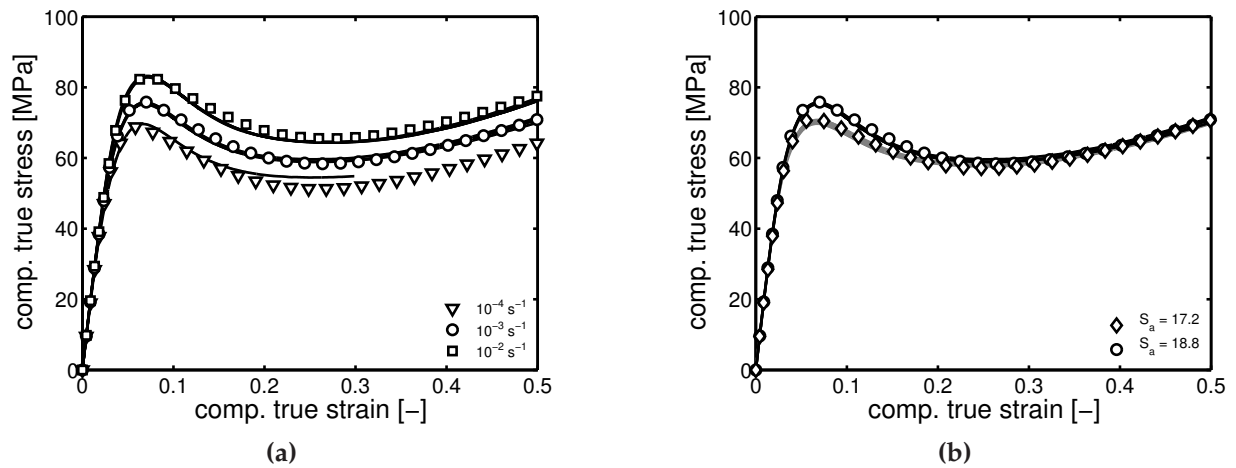 100
80
60
40
20
0
0 0.1 0.2 0.3 0.4 0.5
comp. true stress [MPa]
comp. true strain [−]
10⁻⁴ s⁻¹
10⁻³ s⁻¹
10⁻² s⁻¹
(a)
100
80
60
40
20
0
0 0.1 0.2 0.3 0.4 0.5
comp. true stress [MPa]
comp. true strain [−]
Sₐ = 17.2
Sₐ = 18.8
(b)